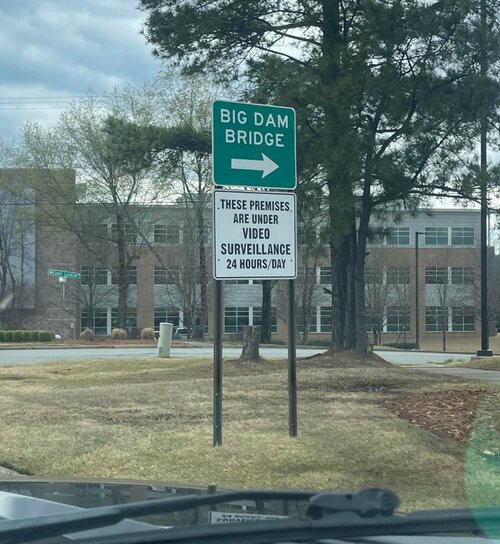 BIG DAM
BRIDGE
THESE PREMISES
ARE UNDER
VIDEO
SURVEILLANCE
24 HOURS/DAY